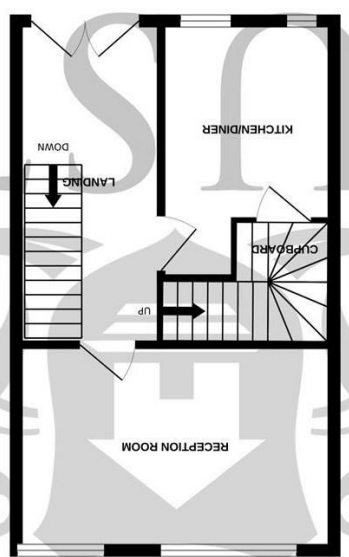 RECEPTION ROOM
UP
CUPBOARD
LANDING
DOWN
KITCHEN/DINER